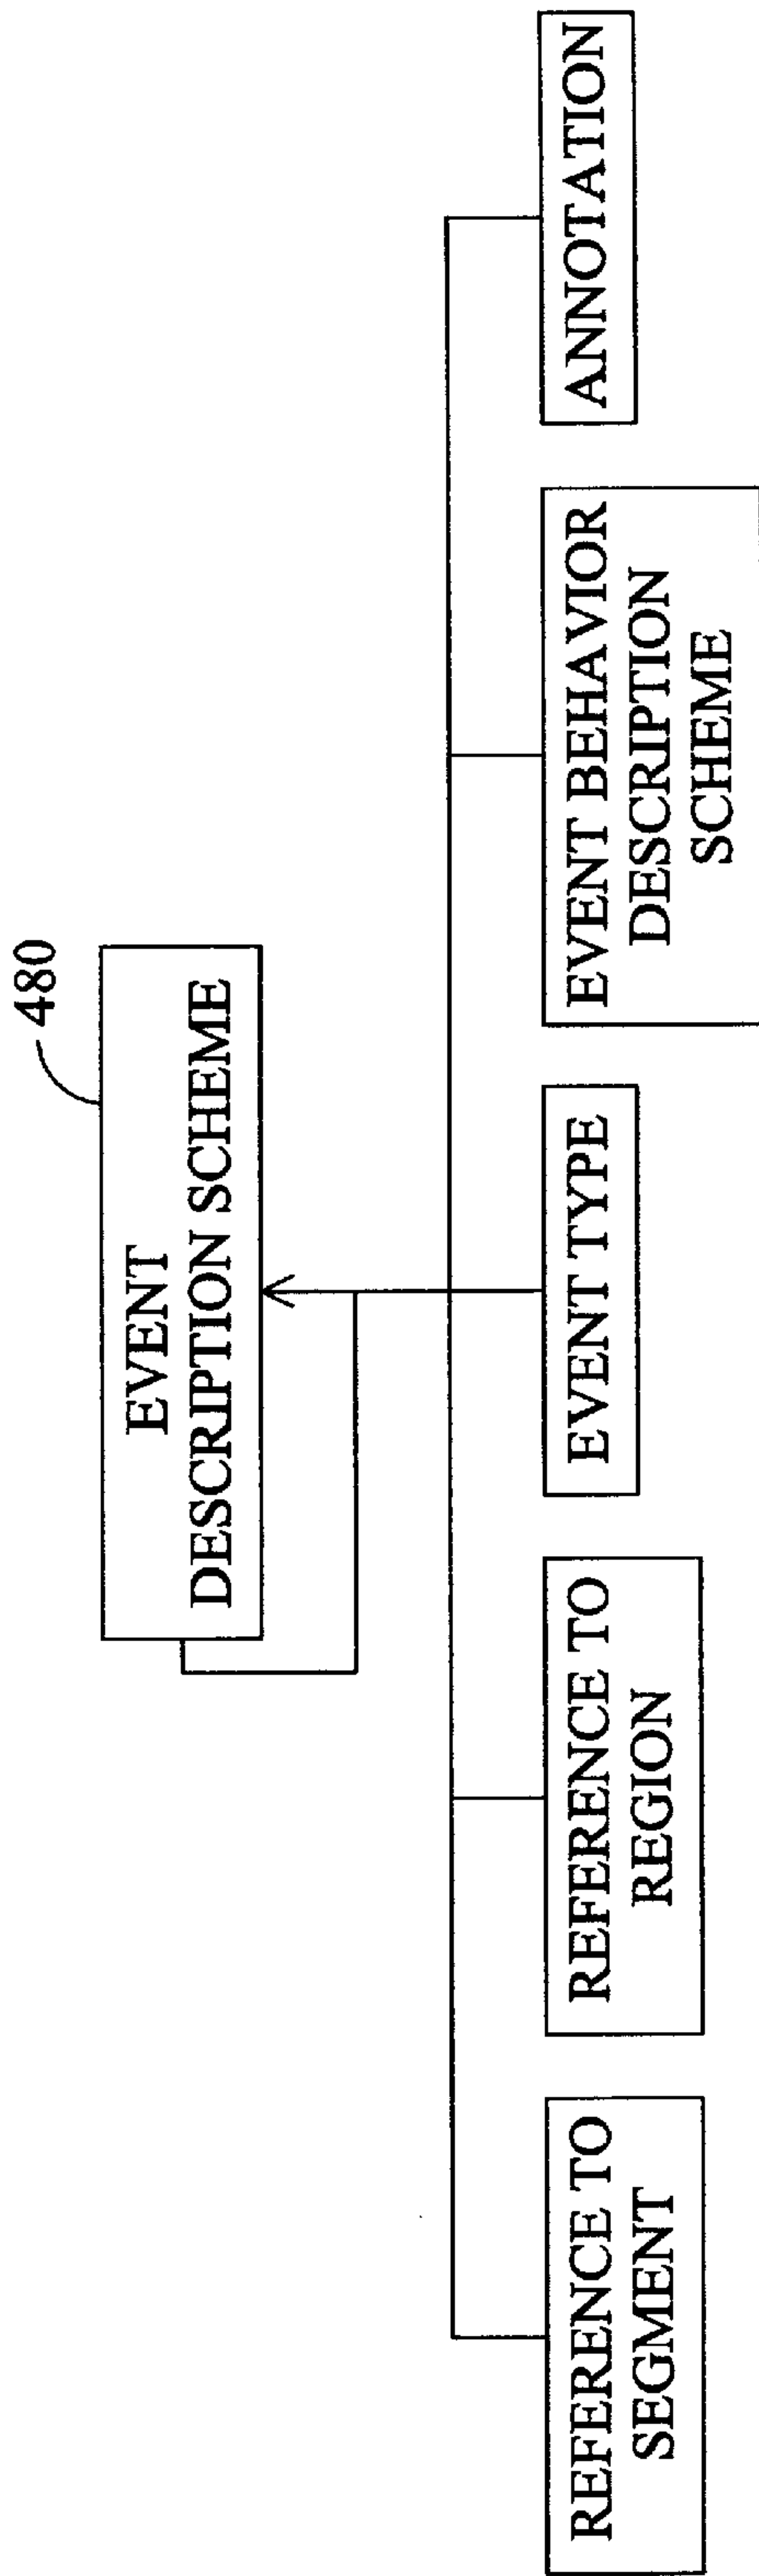 480
EVENT
DESCRIPTION SCHEME
REFERENCE TO
SEGMENT
REFERENCE TO
REGION
EVENT TYPE
EVENT BEHAVIOR
DESCRIPTION
SCHEME
ANNOTATION